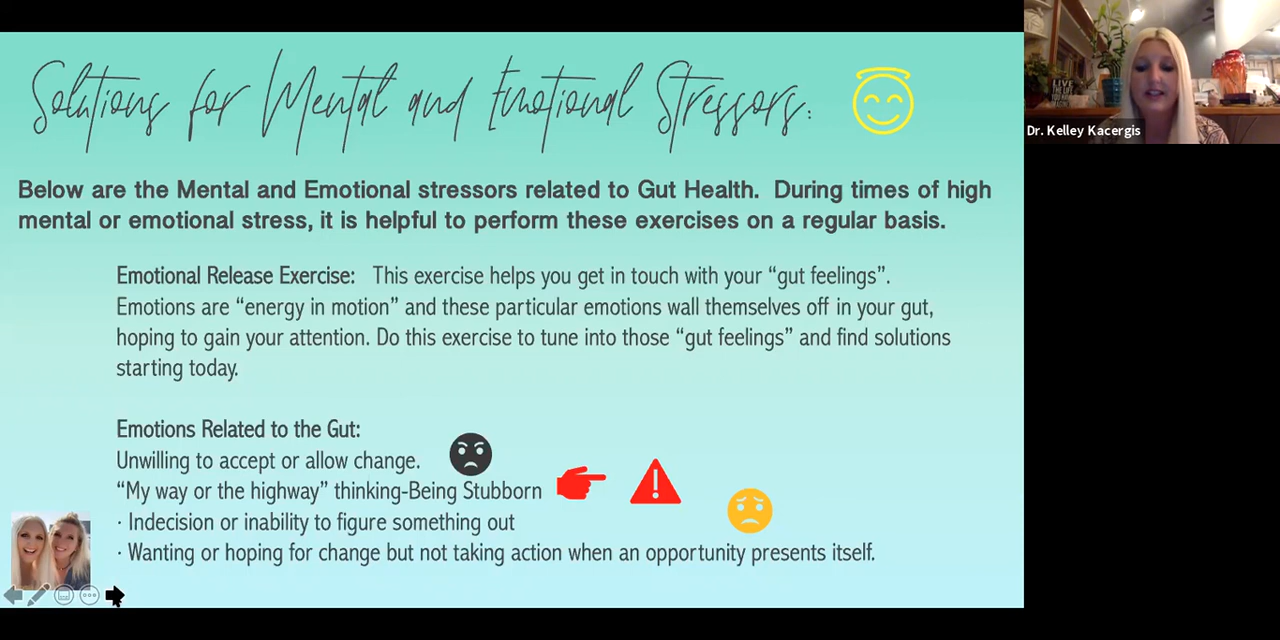 Solutions for Mental and Emotional Stressors:
Below are the Mental and Emotional stressors related to Gut Health. During times of high
mental or emotional stress, it is helpful to perform these exercises on a regular basis.
Emotional Release Exercise: This exercise helps you get in touch with your “gut feelings”.
Emotions are “energy in motion” and these particular emotions wall themselves off in your gut,
hoping to gain your attention. Do this exercise to tune into those “gut feelings” and find solutions
starting today.
Emotions Related to the Gut:
Unwilling to accept or allow change.
“My way or the highway” thinking-Being Stubborn
· Indecision or inability to figure something out
· Wanting or hoping for change but not taking action when an opportunity presents itself.
LIVE
THE LIFE
Dr. Kelley Kacergis